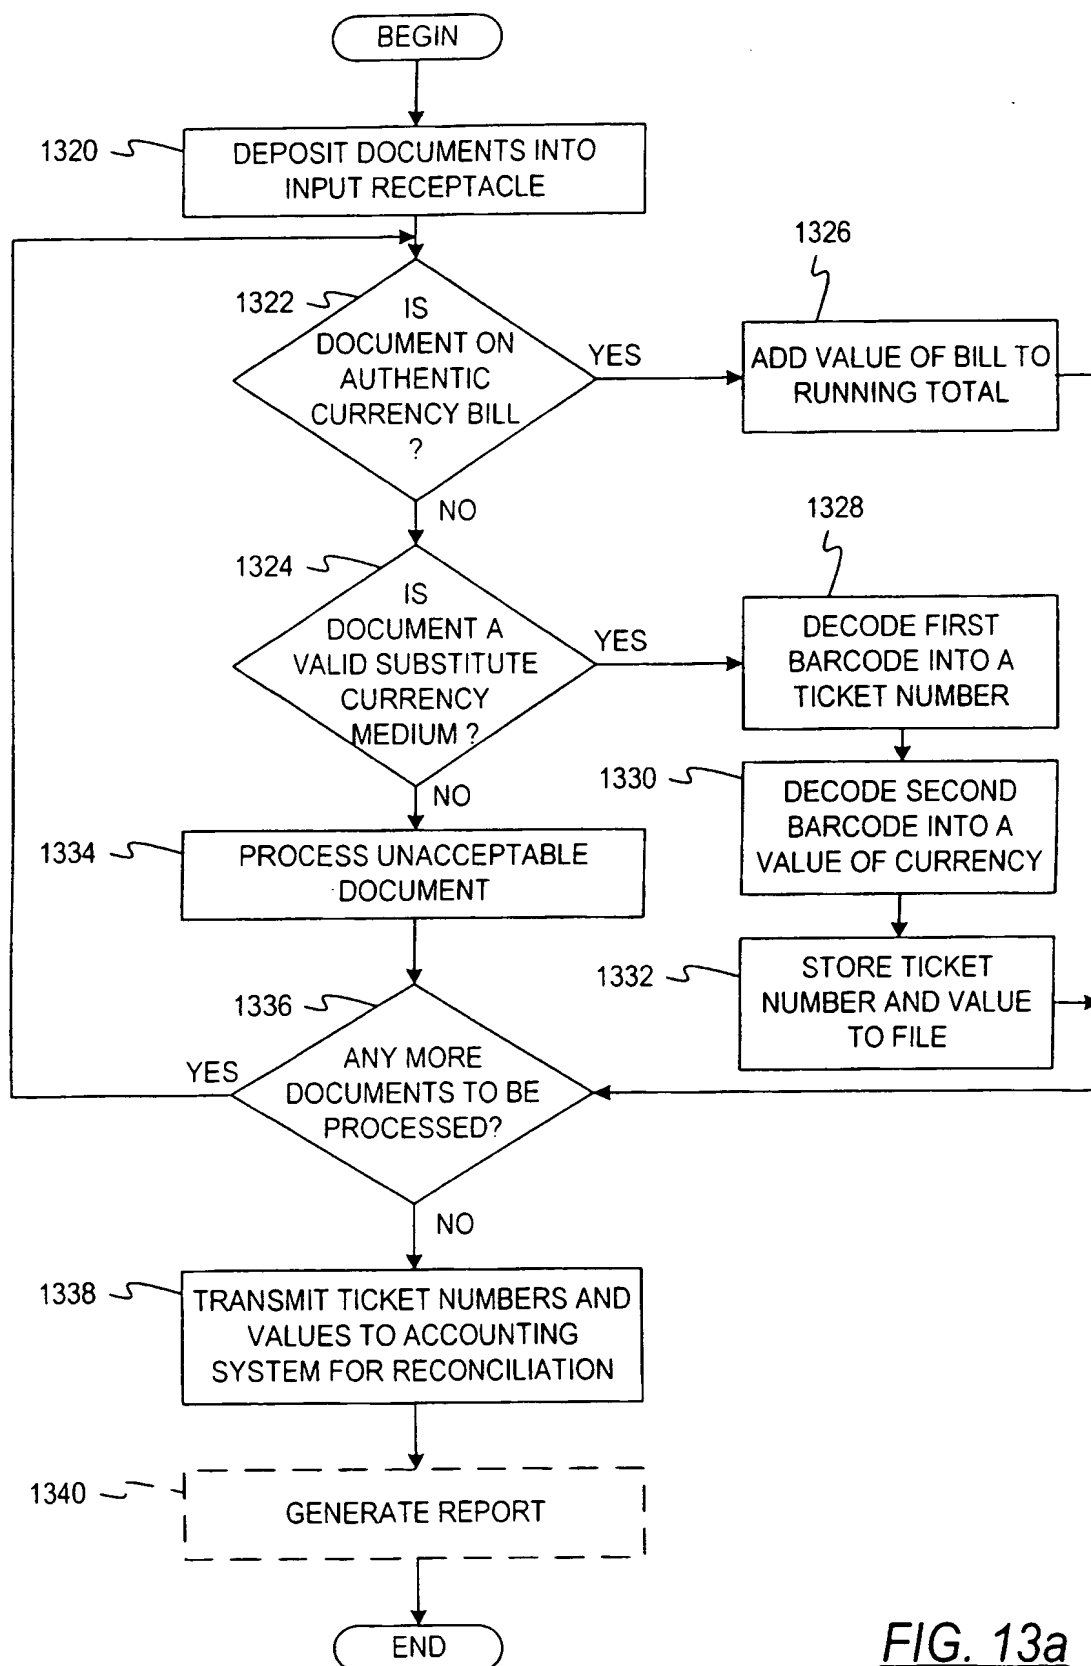 BEGIN
1320
DEPOSIT DOCUMENTS INTO
INPUT RECEPTACLE
1322
IS
DOCUMENT ON
AUTHENTIC
CURRENCY BILL
?
YES
1326
ADD VALUE OF BILL TO
RUNNING TOTAL
NO
1324
IS
DOCUMENT A
VALID SUBSTITUTE
CURRENCY
MEDIUM ?
YES
1328
DECODE FIRST
BARCODE INTO A
TICKET NUMBER
1330
DECODE SECOND
BARCODE INTO A
VALUE OF CURRENCY
1332
STORE TICKET
NUMBER AND VALUE
TO FILE
NO
1334
PROCESS UNACCEPTABLE
DOCUMENT
1336
ANY MORE
DOCUMENTS TO BE
PROCESSED?
YES
NO
1338
TRANSMIT TICKET NUMBERS AND
VALUES TO ACCOUNTING
SYSTEM FOR RECONCILIATION
1340
GENERATE REPORT
END
FIG. 13a